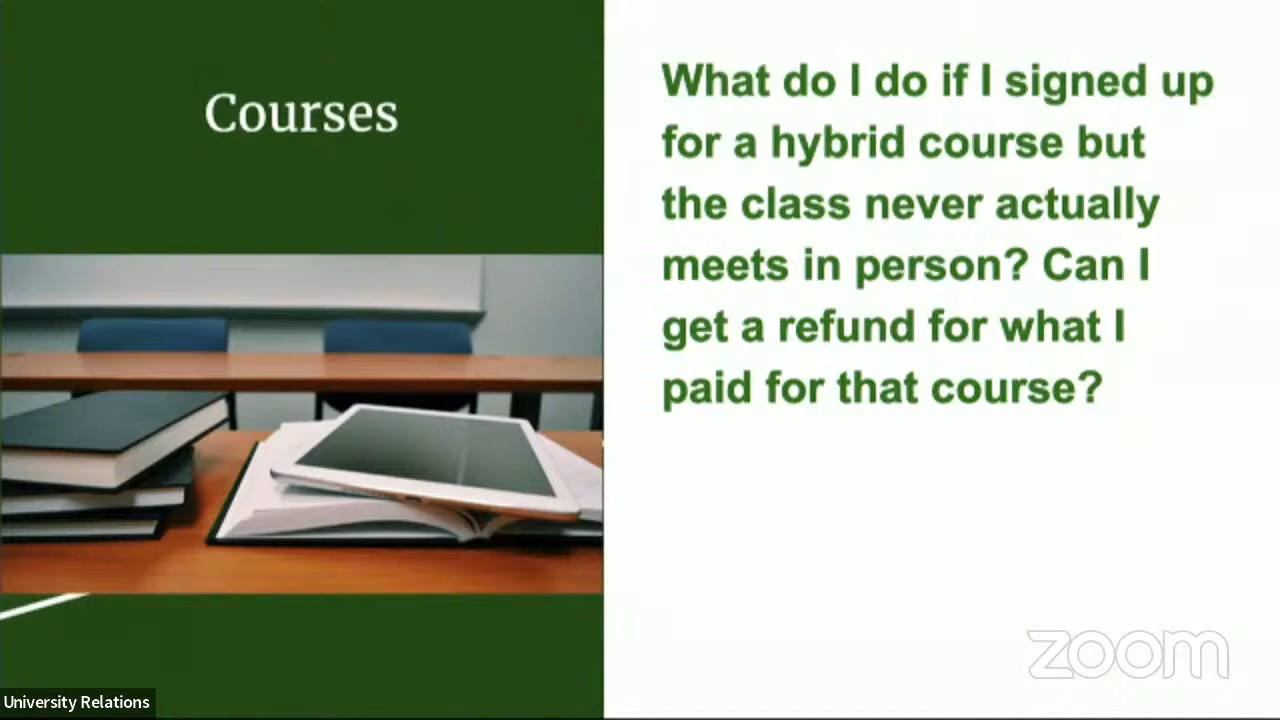 Courses
What do I do if I signed up
for a hybrid course but
the class never actually
meets in person? Can I
get a refund for what I
paid for that course?
zoom
University Relations